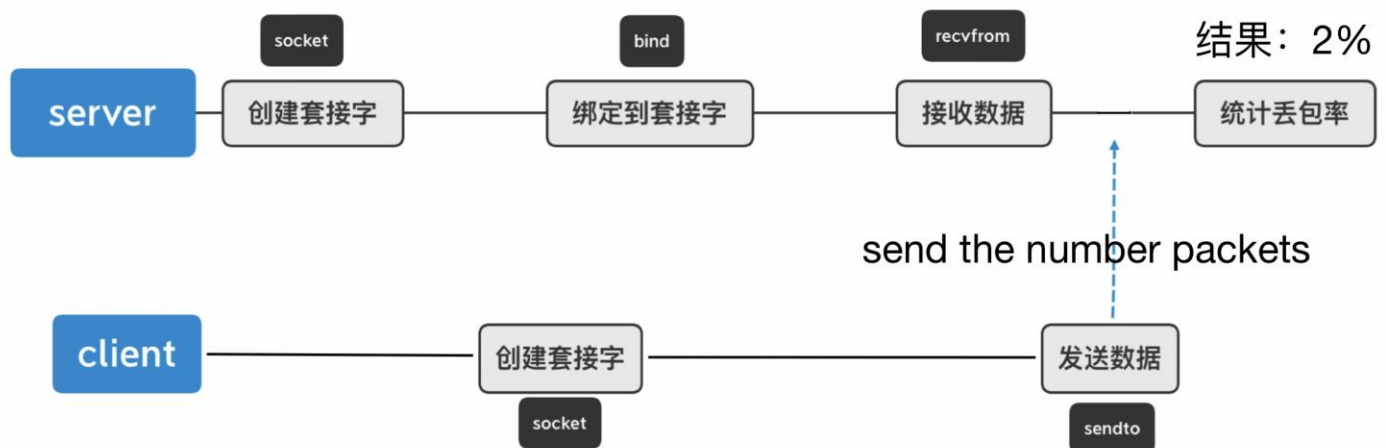 socket
bind
recvfrom
结果：2%
server
创建套接字
绑定到套接字
接收数据
统计丢包率
send the number packets
client
创建套接字
发送数据
socket
sendto